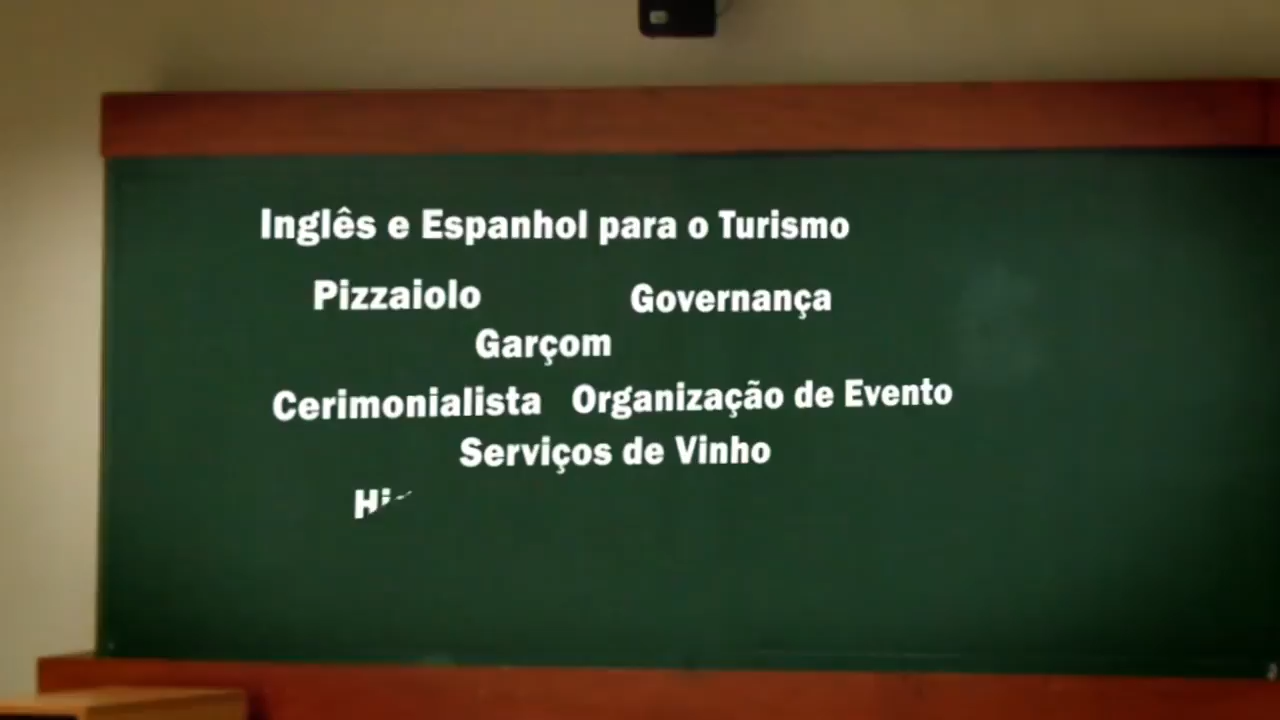 Inglês e Espanhol para o Turismo
Pizzaiolo Governança
Garçom
Cerimonialista Organização de Evento
Serviços de Vinho